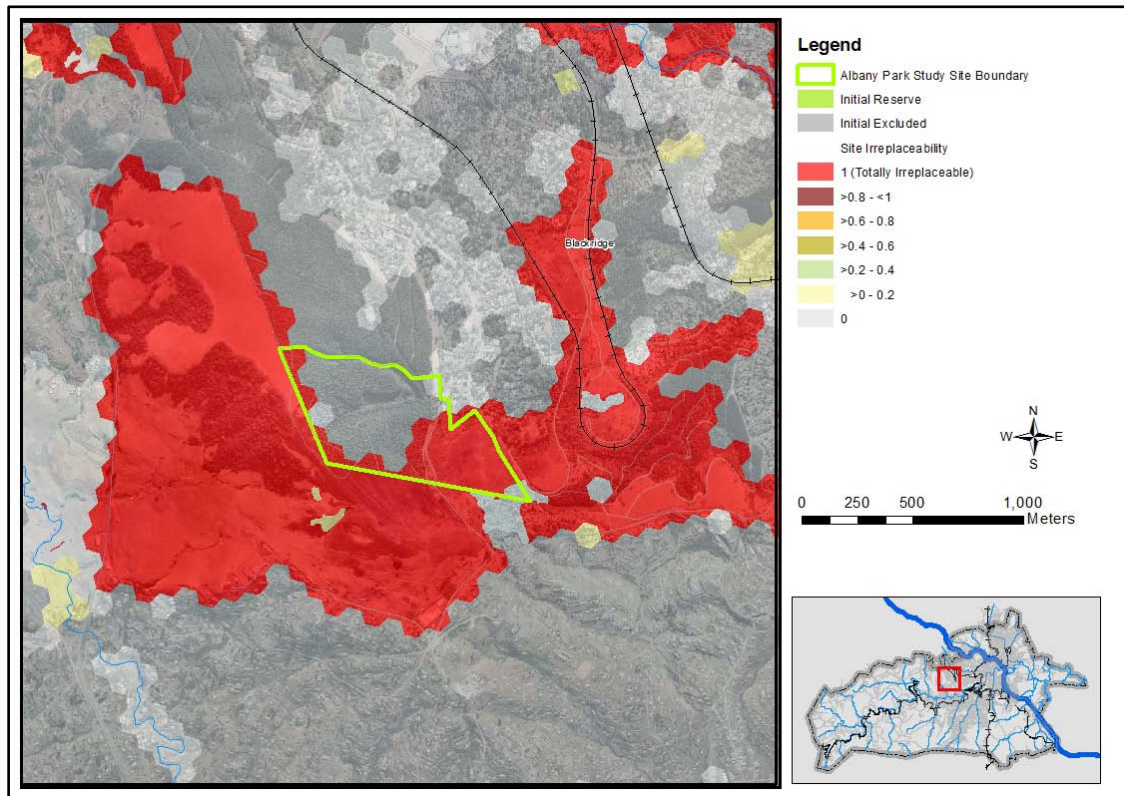 Blackridge
Legend
Albany Park Study Site Boundary
Initial Reserve
Initial Excluded
Site Irreplaceability
1 (Totally Irreplaceable)
>0.8 - <1
>0.6 - 0.8
>0.4 - 0.6
>0.2 - 0.4
>0 - 0.2
0
N
W E
S
0 250 500 1,000
Meters